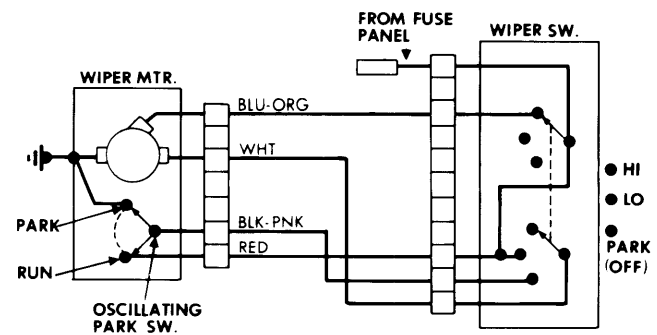 FROM FUSE
PANEL
WIPER SW.
WIPER MTR.
BLU-ORG
WHT
HI
LO
PARK
(OFF)
PARK
BLK-PNK
RED
RUN
OSCILLATING
PARK SW.